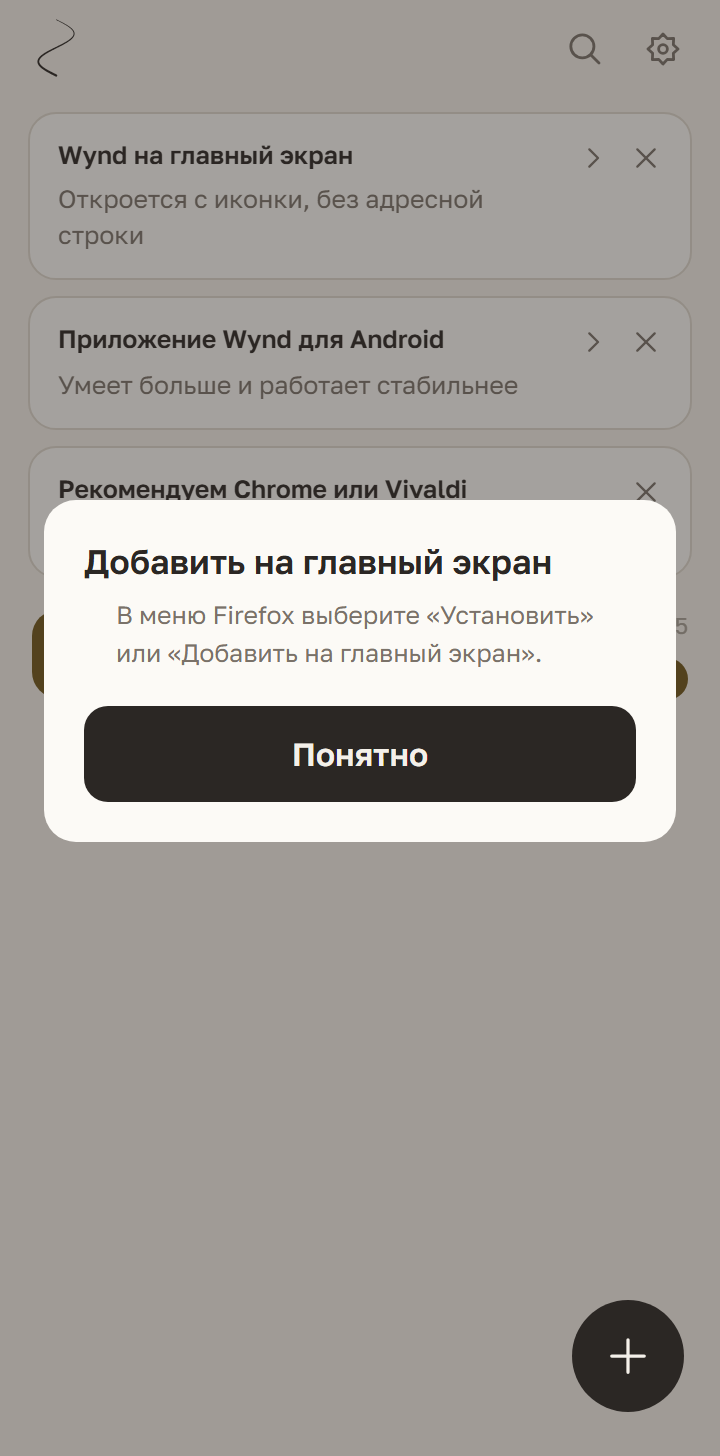 Wynd на главный экран
Откроется с иконки, без адресной
строки
Приложение Wynd для Android
Умеет больше и работает стабильнее
Рекомендуем Chrome или Vivaldi
Добавить на главный экран
В меню Firefox выберите «Установить»
или «Добавить на главный экран».
5
Понятно